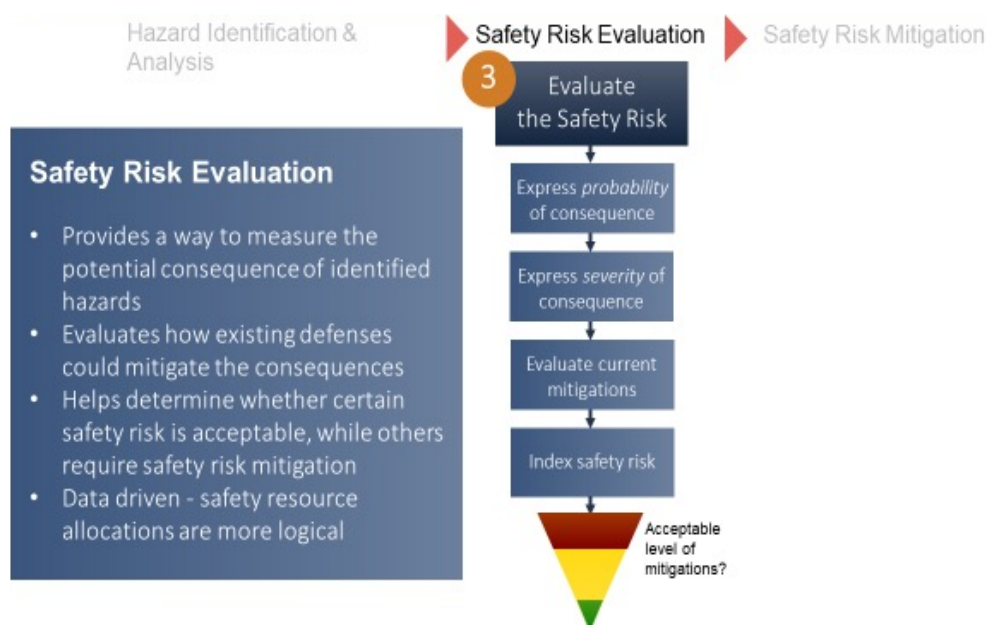 Hazard Identification &
Analysis
Safety Risk Evaluation
Safety Risk Mitigation
3
Evaluate
the Safety Risk
Safety Risk Evaluation
• Provides a way to measure the
potential consequence of identified
hazards
• Evaluates how existing defenses
could mitigate the consequences
• Helps determine whether certain
safety risk is acceptable, while others
require safety risk mitigation
• Data driven - safety resource
allocations are more logical
Express probability
of consequence
Express severity of
consequence
Evaluate current
mitigations
Index safety risk
Acceptable
level of
mitigations?